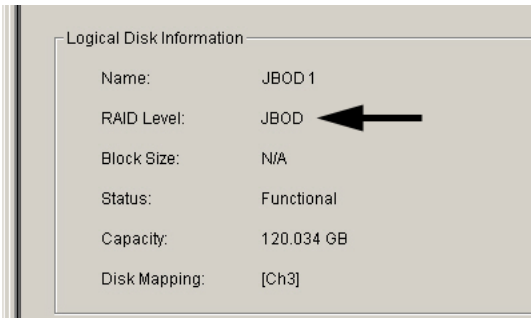 Logical Disk Information
Name: JBOD 1
RAID Level: JBOD
Block Size: N/A
Status: Functional
Capacity: 120.034 GB
Disk Mapping: [Ch3]